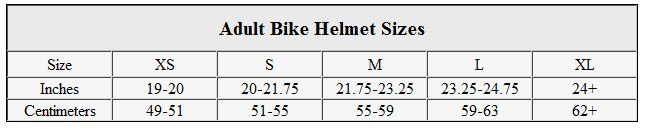 Adult Bike Helmet Sizes
Size XS S M L XL
Inches 19-20 20-21.75 21.75-23.25 23.25-24.75 24+
Centimeters 49-51 51-55 55-59 59-63 62+